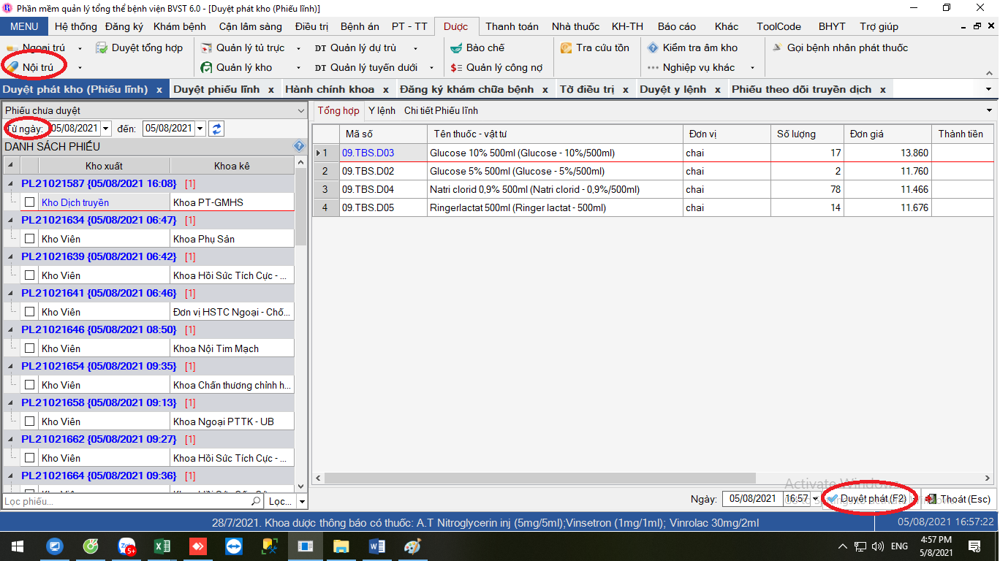 Phần mềm quản lý tổng thể bệnh viện BVST 6.0 - [Duyệt phát kho (Phiếu lĩnh)]
MENU Hệ thống Đăng ký Khám bệnh Cận lâm sàng Điều trị Bệnh án PT - TT Dược Thanh toán Nhà thuốc KH-TH Báo cáo Khác ToolCode BHYT Trợ giúp
Ngoại trú Duyệt tổng hợp Quản lý tủ trực DT Quản lý dự trù Bào chế Tra cứu tồn Kiểm tra âm kho Gọi bệnh nhân phát thuốc
Nội trú Quản lý kho DT Quản lý tuyến dưới $ Quản lý công nợ Nghiệp vụ khác
Duyệt phát kho (Phiếu lĩnh) x Duyệt phiếu lĩnh x Hành chính khoa x Đăng ký khám chữa bệnh x Tờ điều trị x Duyệt y lệnh x Phiếu theo dõi truyền dịch x
Phiếu chưa duyệt
Từ ngày: 05/08/2021 đến: 05/08/2021
DANH SÁCH PHIẾU
Kho xuất Khoa kê
PL21021587 {05/08/2021 16:08} [1]
Kho Dịch truyền Khoa PT-GMHS
PL21021634 {05/08/2021 06:47} [1]
Kho Viên Khoa Phụ Sản
PL21021639 {05/08/2021 06:42} [1]
Kho Viên Khoa Hồi Sức Tích Cực - ...
PL21021641 {05/08/2021 06:46} [1]
Kho Viên Đơn vị HSTC Ngoại - Chố...
PL21021646 {05/08/2021 08:50} [1]
Kho Viên Khoa Nội Tim Mạch
PL21021654 {05/08/2021 09:35} [1]
Kho Viên Khoa Chấn thương chỉnh h...
PL21021658 {05/08/2021 09:13} [1]
Kho Viên Khoa Ngoại PTTK - UB
PL21021662 {05/08/2021 09:27} [1]
Kho Viên Khoa Hồi Sức Tích Cực - ...
PL21021664 {05/08/2021 09:36} [1]
Lọc phiếu... Lọc...
Tổng hợp Y lệnh Chi tiết Phiếu lĩnh
Mã số Tên thuốc - vật tư Đơn vị Số lượng Đơn giá Thành tiền
1 09.TBS.D03 Glucose 10% 500ml (Glucose - 10%/500ml) chai 17 13.860
2 09.TBS.D02 Glucose 5% 500ml (Glucose - 5%/500ml) chai 2 11.760
3 09.TBS.D04 Natri clorid 0,9% 500ml (Natri clorid - 0,9%/500ml) chai 78 11.466
4 09.TBS.D05 Ringerlactat 500ml (Ringer lactat - 500ml) chai 14 11.676
Activate Windows
Ngày: 05/08/2021 16:57 Duyệt phát (F2) Thoát (Esc)
28/7/2021. Khoa dược thông báo có thuốc: A.T Nitroglycerin inj (5mg/5ml);Vinsetron (1mg/1ml); Vinrolac 30mg/2ml 05/08/2021 16:57:22
5+ ENG 4:57 PM
5/8/2021